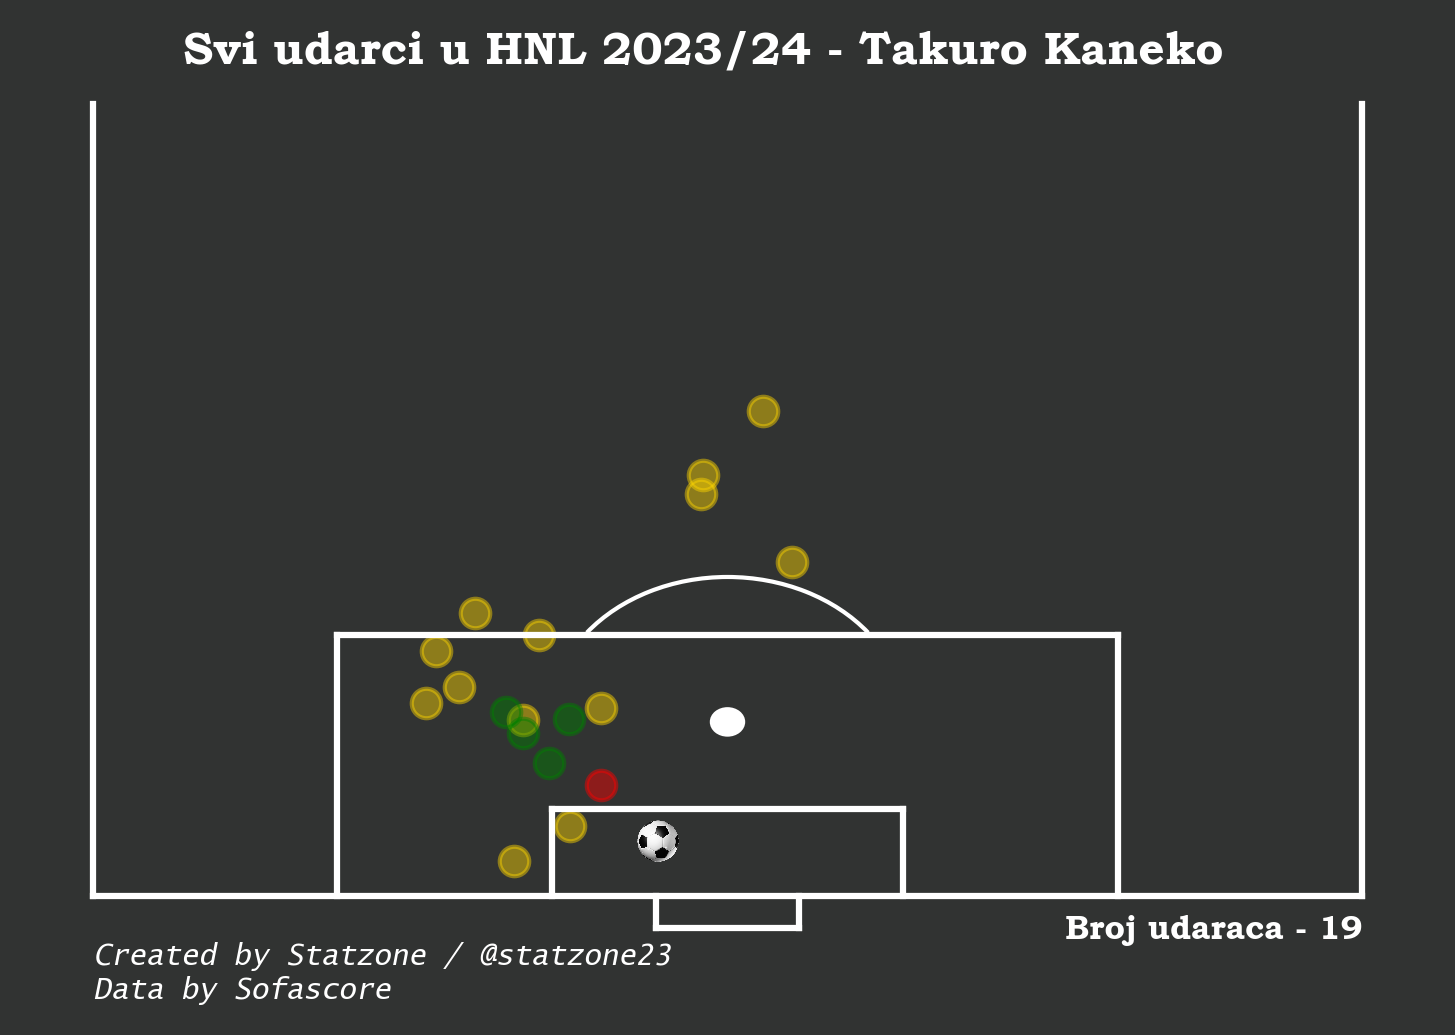 Svi udarci u HNL 2023/24 - Takuro Kaneko
Broj udaraca - 19
Created by Statzone / @statzone23
Data by Sofascore